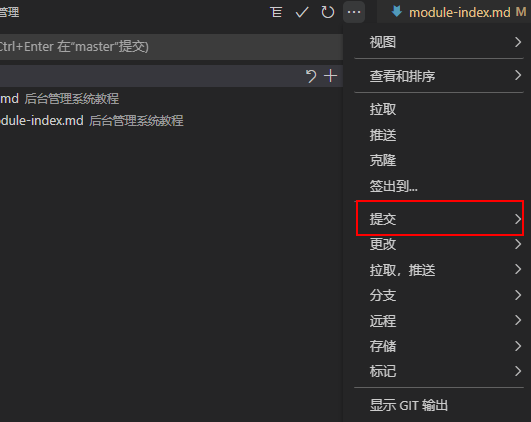 管理
module-index.md M
Ctrl+Enter 在“master”提交)
视图
查看和排序
md 后台管理系统教程
拉取
dule-index.md 后台管理系统教程
推送
克隆
签出到...
提交
更改
拉取，推送
分支
远程
存储
标记
显示 GIT 输出